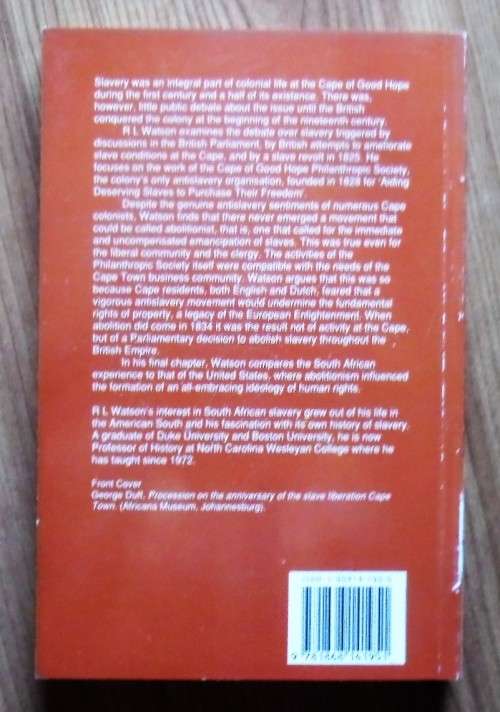 Slavery was an integral part of colonial life at the Cape of Good Hope
during the first century and a half of its existence. There was,
however, little public debate about the issue until the British
conquered the colony at the beginning of the nineteenth century.
R L Watson examines the debate over slavery triggered by
discussions in the British Parliament, by British attempts to ameliorate
slave conditions at the Cape, and by a slave revolt in 1825. He
focuses on the work of the Cape of Good Hope Philanthropic Society,
the colony's only antislavery organisation, founded in 1828 for 'Aiding
Deserving Slaves to Purchase Their Freedom'.
Despite the genuine antislavery sentiments of numerous Cape
colonists, Watson finds that there never emerged a movement that
could be called abolitionist, that is, one that called for the immediate
and uncompensated emancipation of slaves. This was true even for
the liberal community and the clergy. The activities of the
Philanthropic Society itself were compatible with the needs of the
Cape Town business community. Watson argues that this was so
because Cape residents, both English and Dutch, feared that a
vigorous antislavery movement would undermine the fundamental
rights of property, a legacy of the European Enlightenment. When
abolition did come in 1834 it was the result not of activity at the Cape,
but of a Parliamentary decision to abolish slavery throughout the
British Empire.
In his final chapter, Watson compares the South African
experience to that of the United States, where abolitionism influenced
the formation of an all-embracing ideology of human rights.
R L Watson's interest in South African slavery grew out of his life in
the American South and his fascination with its own history of slavery.
A graduate of Duke University and Boston University, he is now
Professor of History at North Carolina Wesleyan College where he
has taught since 1972.
Front Cover
George Duff, Procession on the anniversary of the slave liberation Cape
Town. (Africana Museum, Johannesburg).